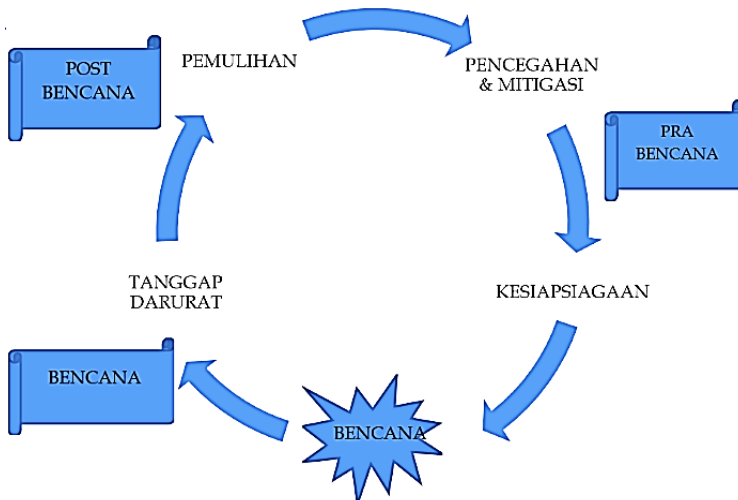 POST
BENCANA
PEMULIHAN
PENCEGAHAN
& MITIGASI
PRA
BENCANA
TANGGAP
DARURAT
KESIAPSIAGAAN
BENCANA
BENCANA